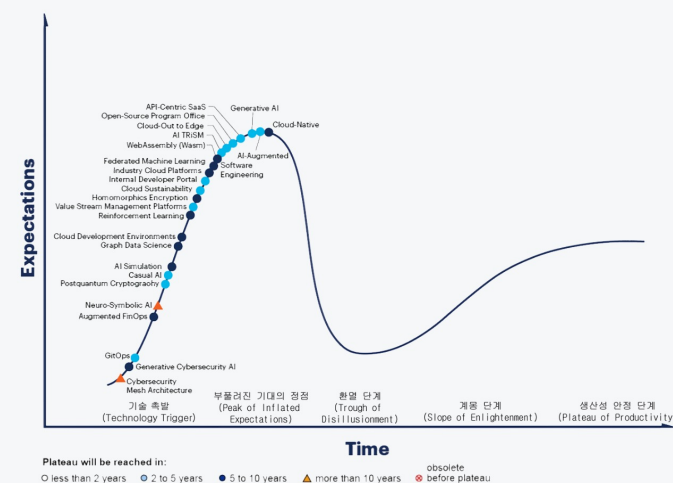 API-Centric SaaS
Generative AI
Open-Source Program Office
Cloud-Out to Edge
Cloud-Native
AI TRiSM
WebAssembly (Wasm)
AI-Augmented
Software
Engineering
Federated Machine Learning
Industry Cloud Platforms
Internal Developer Portal
Cloud Sustainability
Homomorphic Encryption
Value Stream Management Platforms
Reinforcement Learning
Cloud Development Environments
Graph Data Science
AI Simulation
Casual AI
Postquantum Cryptograohy
Neuro-Symbolic AI
Augmented FinOps
GitOps
Generative Cybersecurity AI
Cybersecurity
Mesh Architecture
Expectations
기술 촉발
(Technology Trigger)
부풀려진 기대의 정점
(Peak of Inflated
Expectations)
환멸 단계
(Trough of
Disillusionment)
계몽 단계
(Slope of Enlightenment)
생산성 안정 단계
(Plateau of Productivity
Time
Plateau will be reached in:
less than 2 years
2 to 5 years
5 to 10 years
more than 10 years
obsolete
before plateau